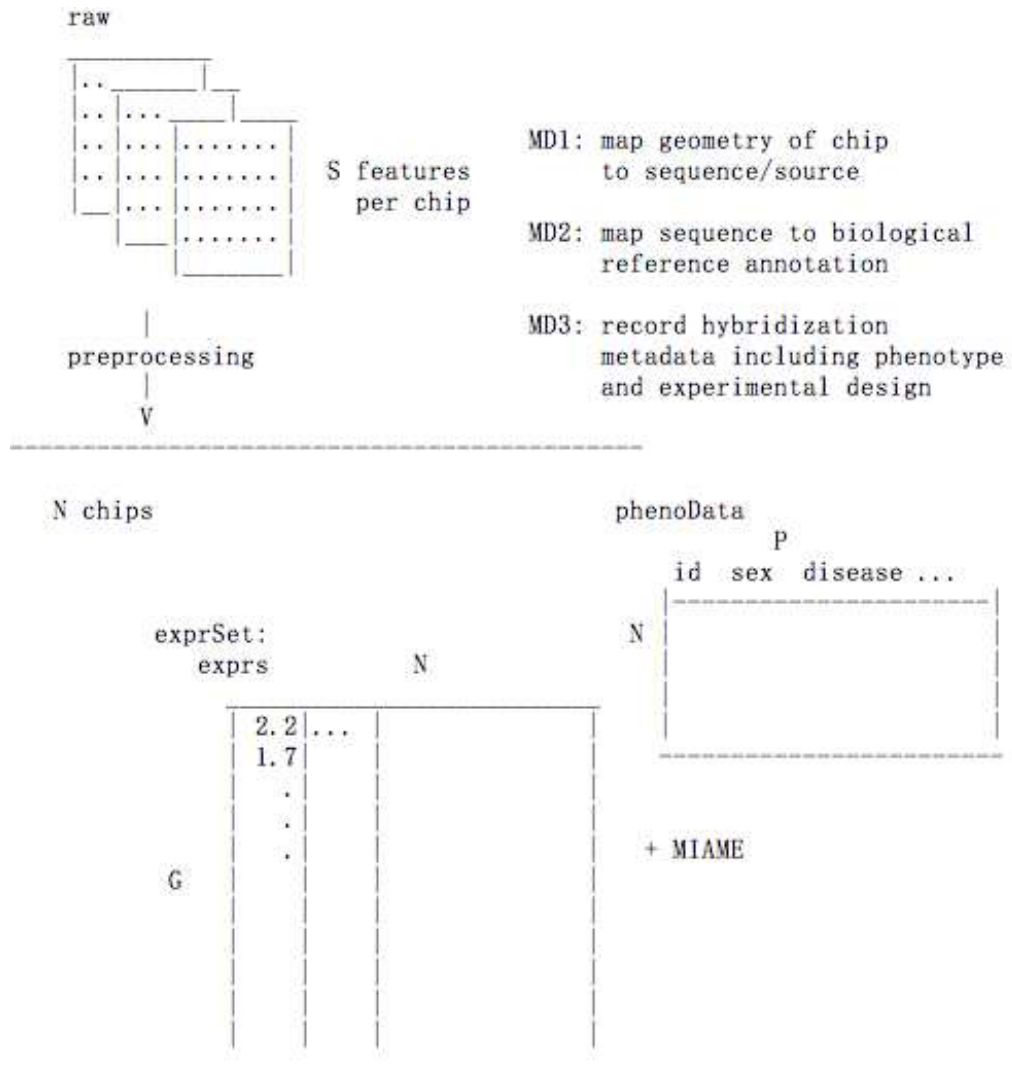 raw
S features
per chip
MD1: map geometry of chip
to sequence/source
MD2: map sequence to biological
reference annotation
MD3: record hybridization
metadata including phenotype
and experimental design
preprocessing
V
N chips
phenoData
P
id sex disease ...
N
exprSet:
exprs N
2.2 ...
1.7
.
.
.
+ MIAME
G